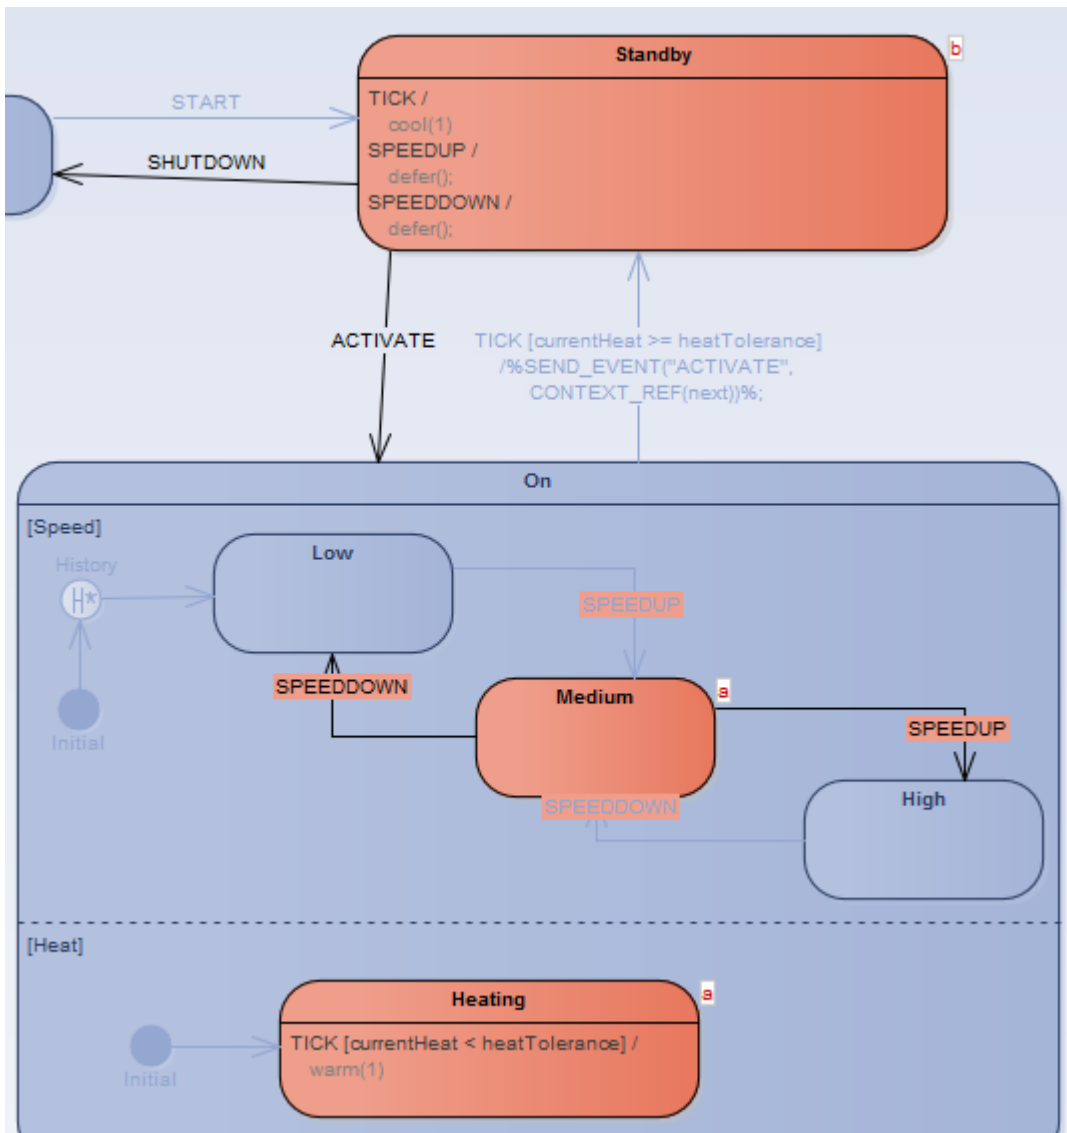 Standby
b
START
TICK /
cool(1)
SPEEDUP /
defer();
SPEEDDOWN /
defer();
SHUTDOWN
ACTIVATE
TICK [currentHeat >= heatTolerance]
/%SEND_EVENT("ACTIVATE",
CONTEXT_REF(next))%;
On
[Speed]
History
H*
Initial
Low
SPEEDUP
SPEEDDOWN
Medium
a
SPEEDUP
SPEEDDOWN
High
[Heat]
Initial
Heating
a
TICK [currentHeat < heatTolerance] /
warm(1)